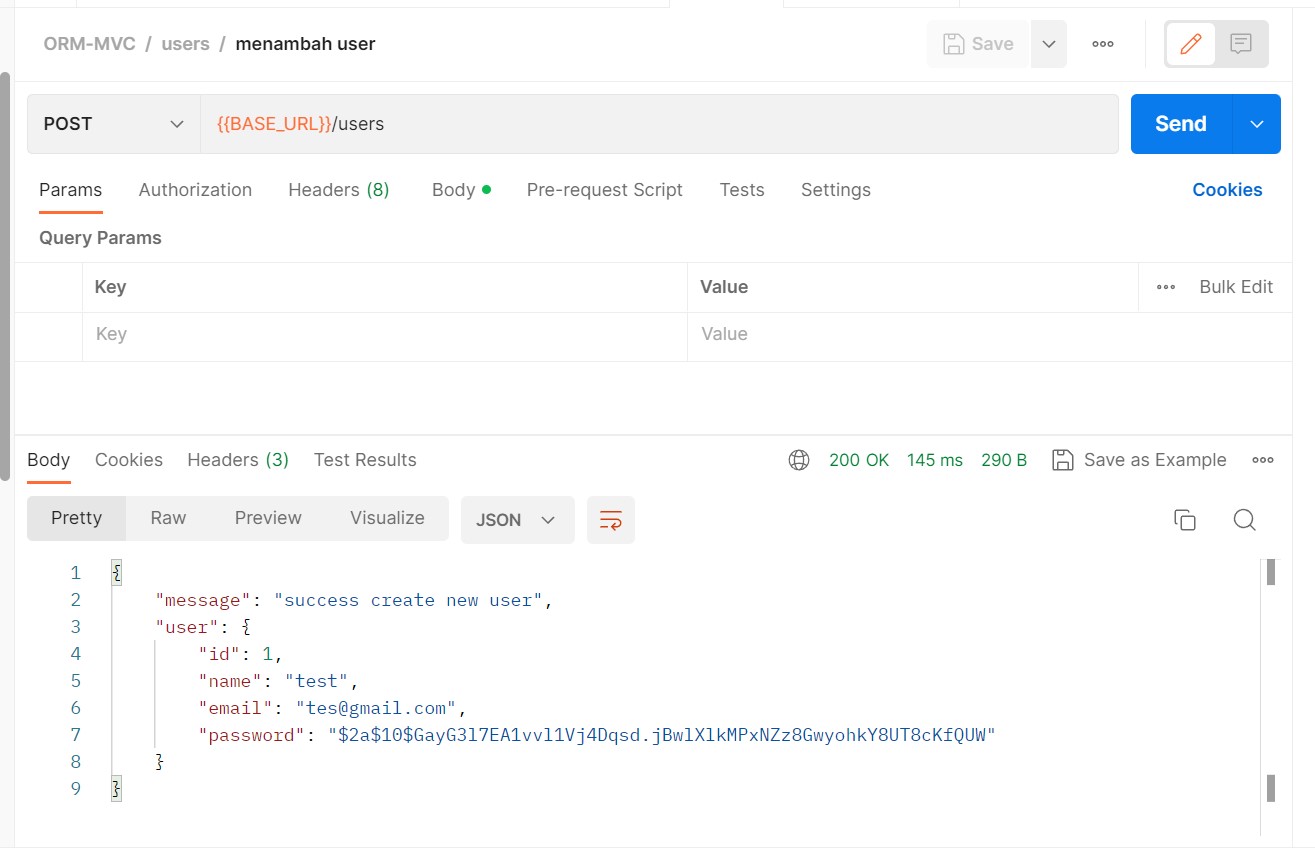 ORM-MVC / users / menambah user
Save
POST
{{BASE_URL}}/users
Send
Params Authorization Headers (8) Body Pre-request Script Tests Settings Cookies
Query Params
Key Value Bulk Edit
Key Value
Body Cookies Headers (3) Test Results 200 OK 145 ms 290 B Save as Example
Pretty Raw Preview Visualize JSON
1 {
2 "message": "success create new user",
3 "user": {
4 "id": 1,
5 "name": "test",
6 "email": "tes@gmail.com",
7 "password": "$2a$10$GayG3l7EA1vvl1Vj4Dqsd.jBwlXlkMPxNZz8GwyohkY8UT8cKfQUW"
8 }
9 }